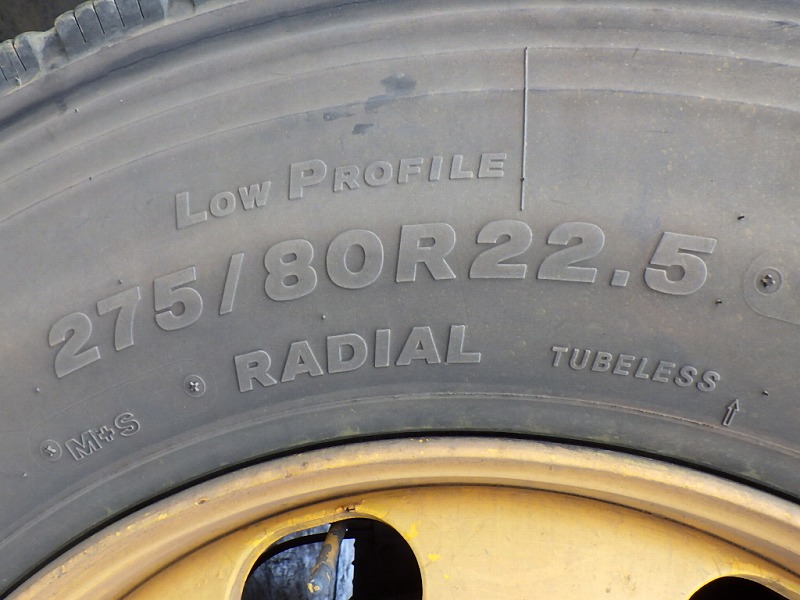 LOW PROFILE
275/80R22.5
RADIAL
TUBELESS
M+S